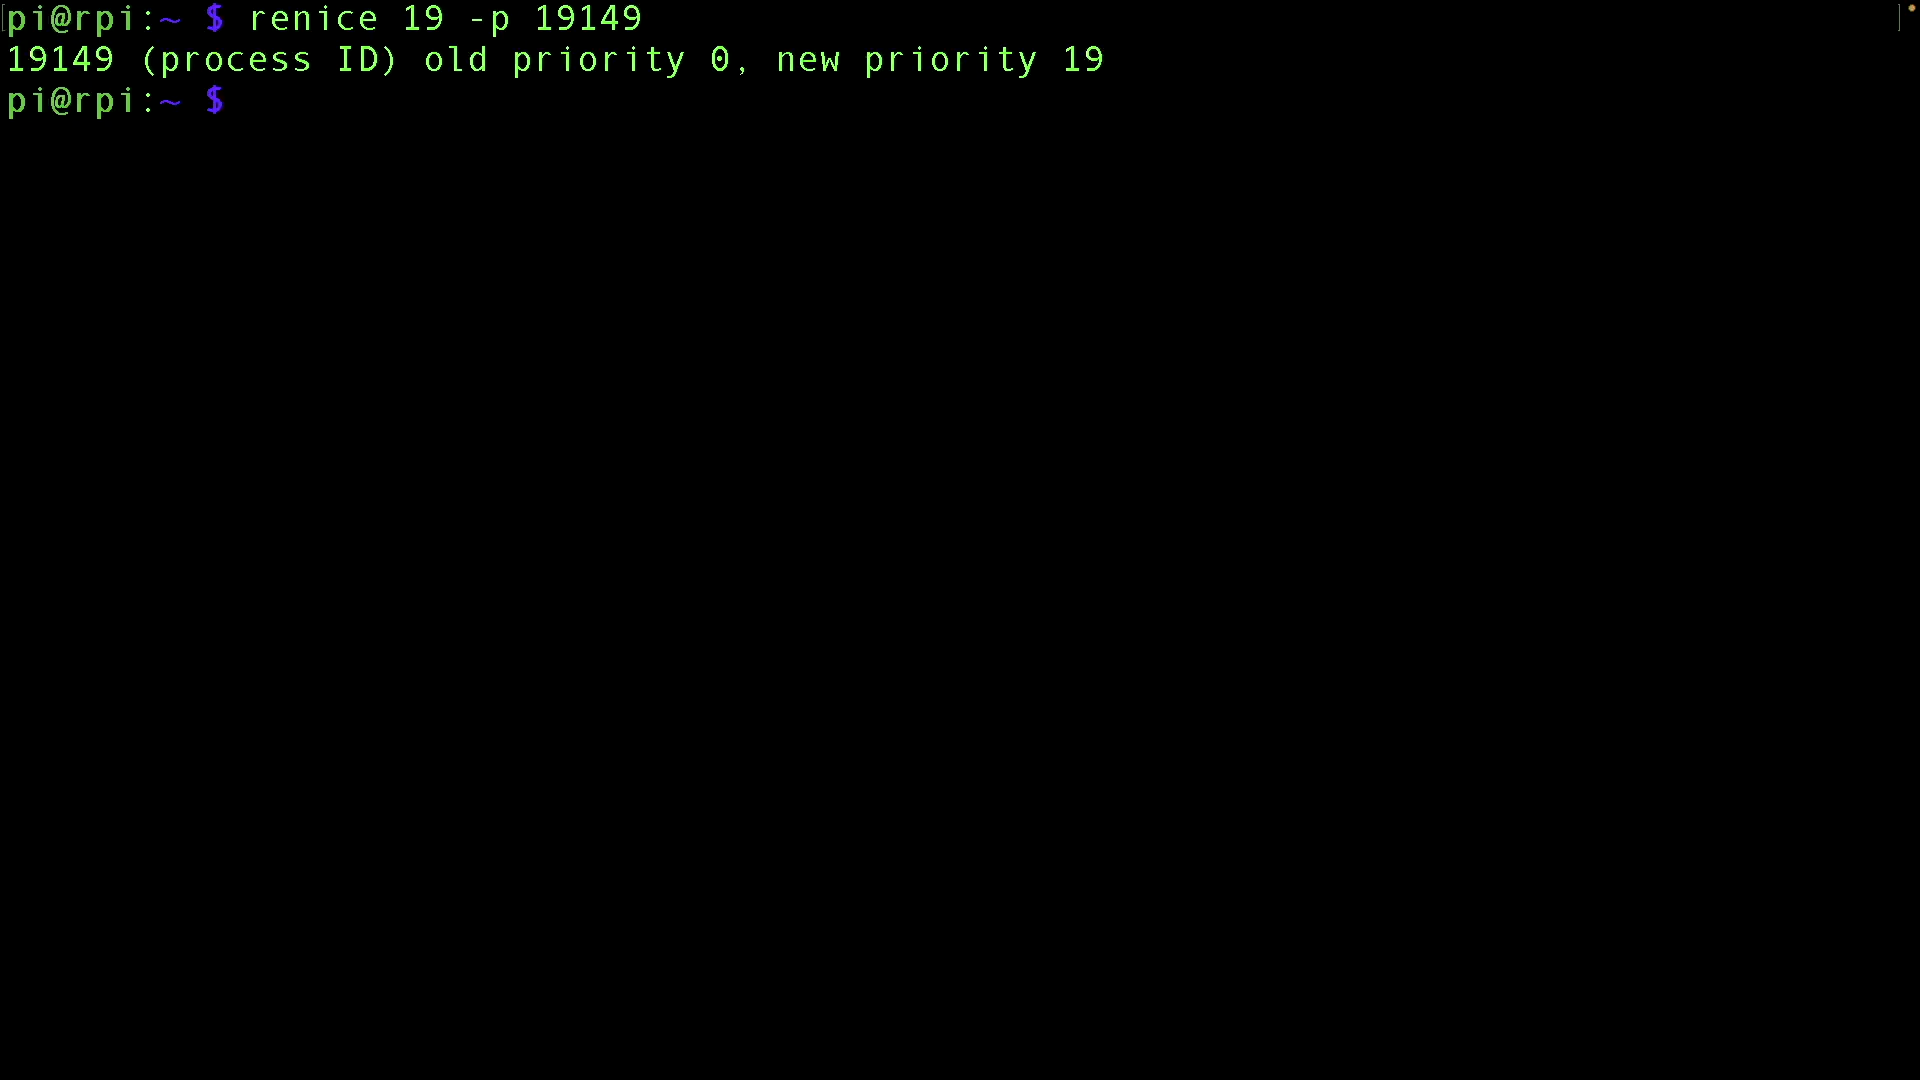 pi@rpi:~ $ renice 19 -p 19149
19149 (process ID) old priority 0, new priority 19
pi@rpi:~ $